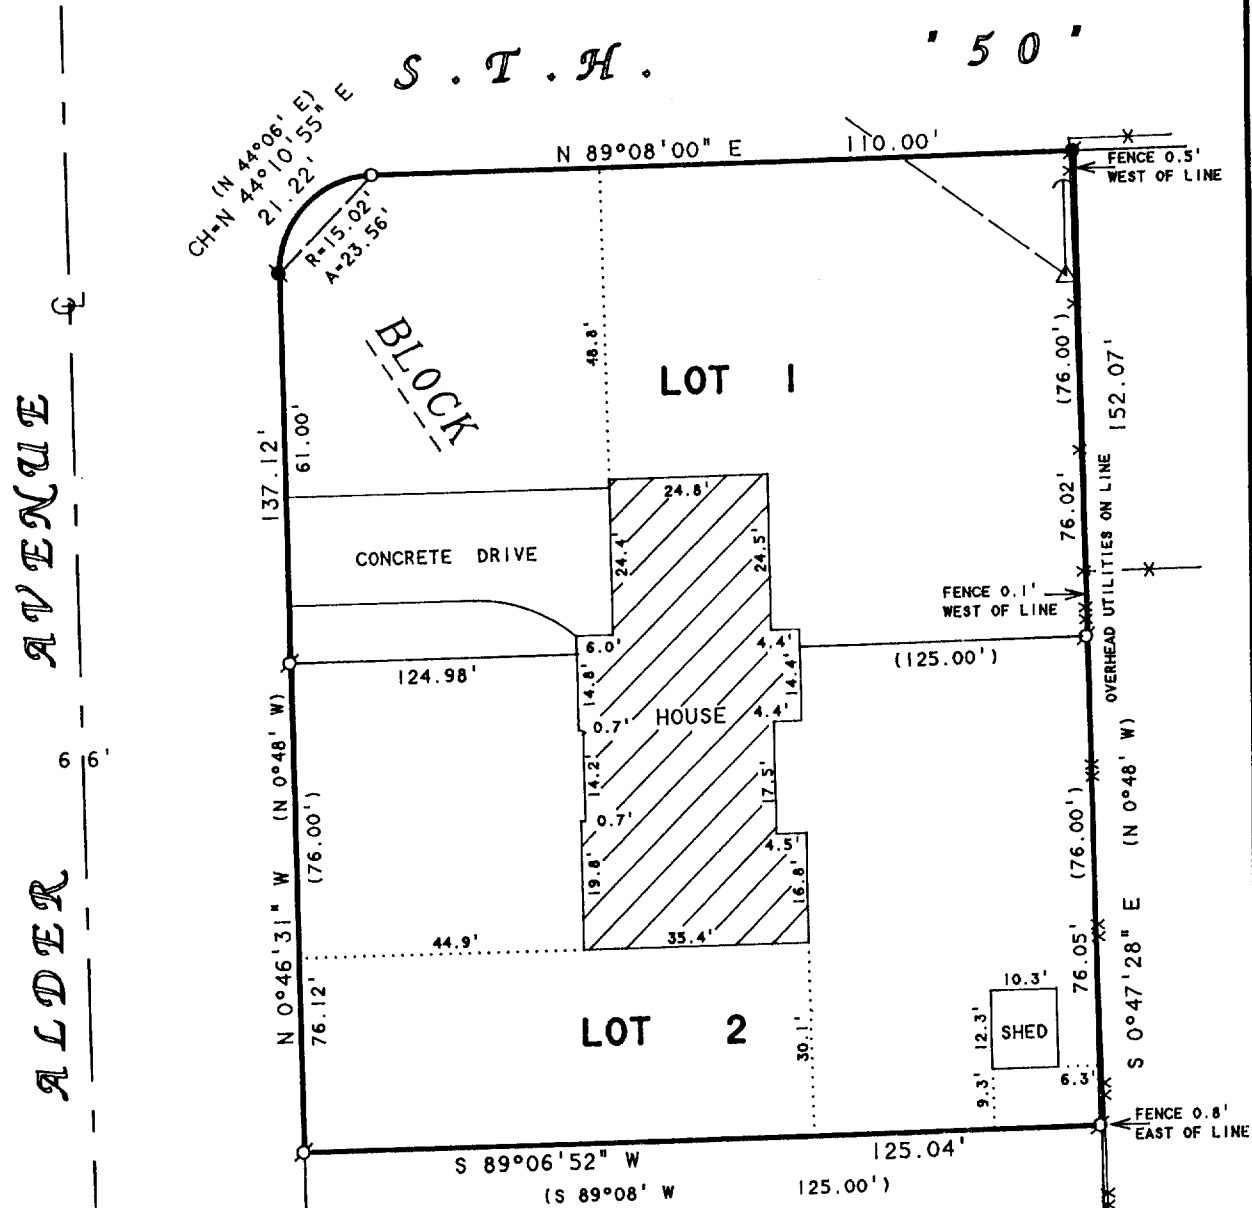 S.T.H. "50"
(N 44°06' E)
CH=N 44°10'55" E
21.22'
R=15.02'
A=23.56'
N 89°08'00" E 110.00'
FENCE 0.5'
WEST OF LINE
48.8'
BLOCK
LOT 1
(76.00')
152.07'
137.12'
61.00'
76.02'
OVERHEAD UTILITIES ON LINE
24.8'
24.4'
24.5'
CONCRETE DRIVE
FENCE 0.1'
WEST OF LINE
6.0'
4.4'
124.98'
(125.00')
14.8'
14.4'
HOUSE
4.4'
0.7'
14.2'
17.5'
0.7'
4.5'
19.8'
16.8'
35.4'
44.9'
AVENUE
ALDER
℄
66'
N 0°46'31" W (N 0°48' W)
(76.00')
76.12'
(76.00')
76.05'
S 0°47'28" E (N 0°48' W)
LOT 2
30.1'
10.3'
12.3'
SHED
9.3'
6.3'
FENCE 0.8'
EAST OF LINE
S 89°06'52" W 125.04'
(S 89°08' W 125.00')